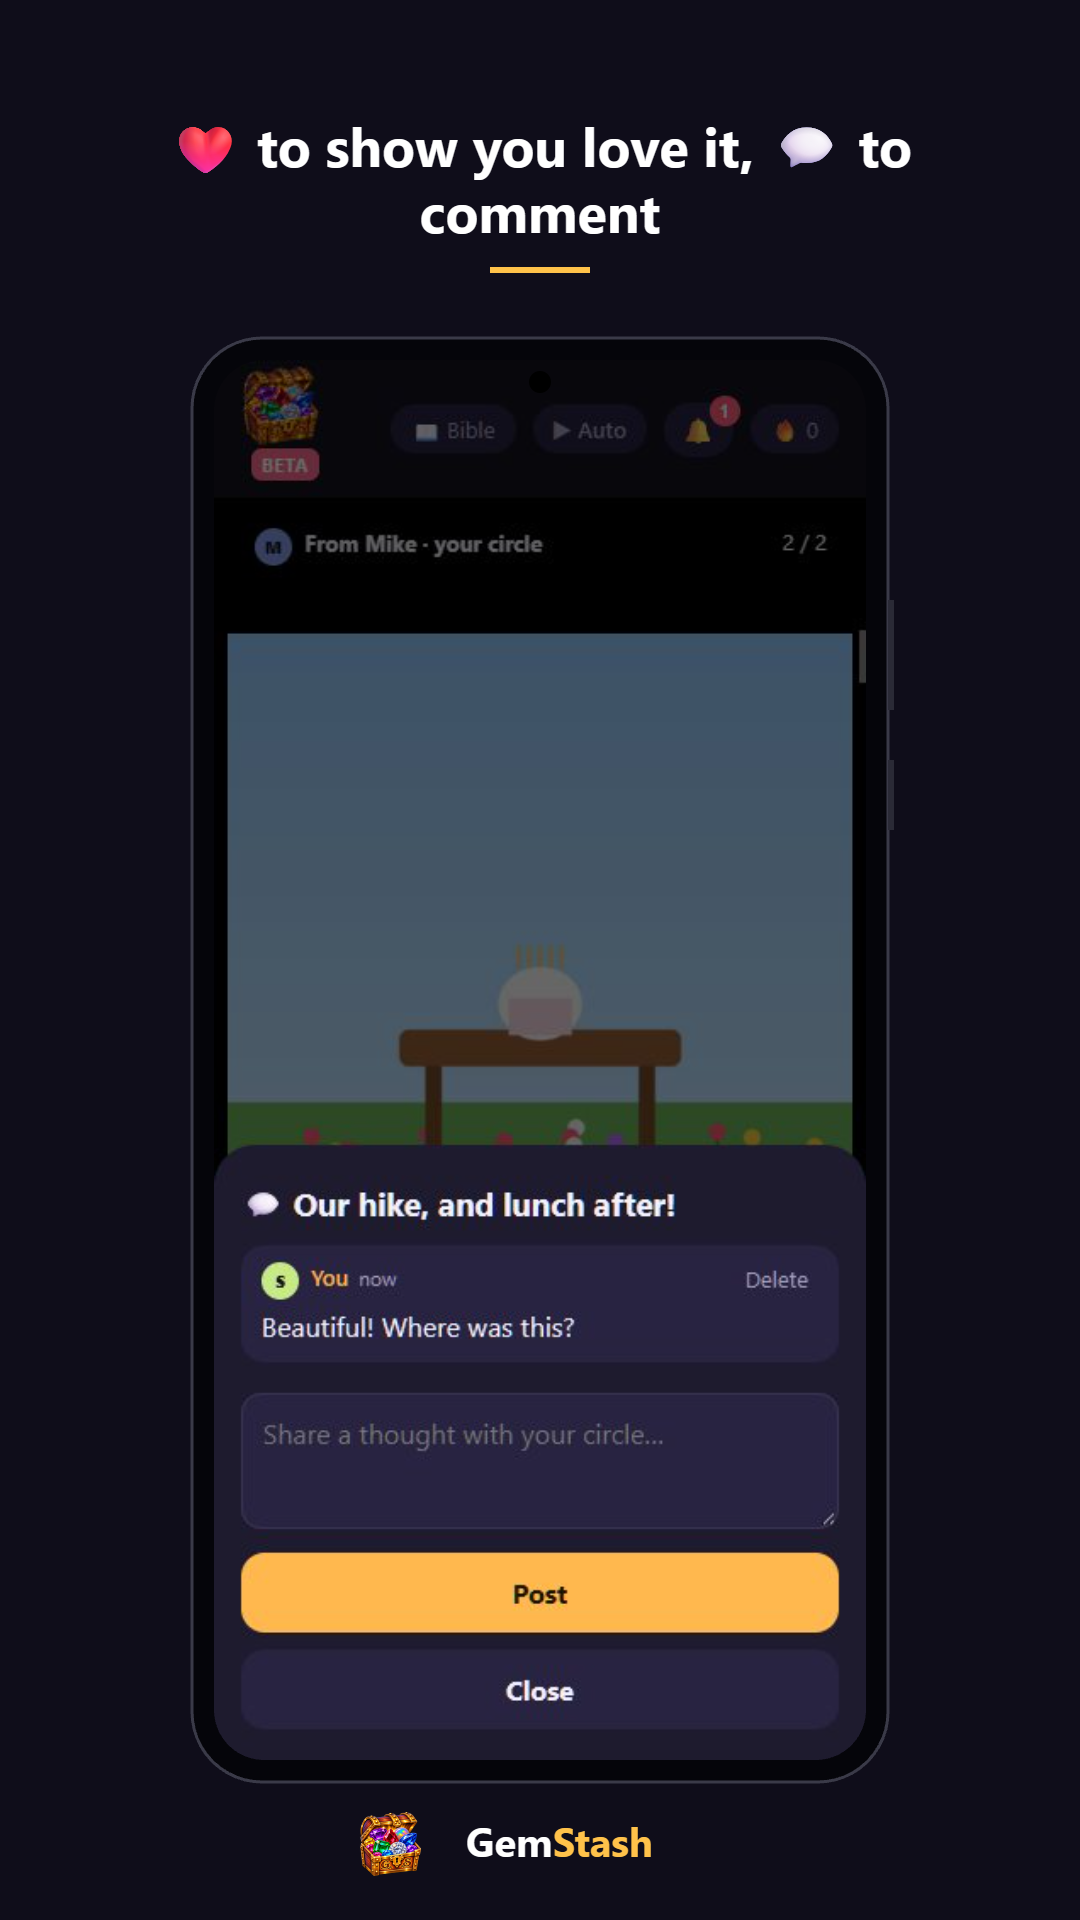 ❤️ to show you love it, 💬 to
comment
BETA
Bible
Auto
1
0
M
From Mike · your circle
2 / 2
Our hike, and lunch after!
S
You now
Delete
Beautiful! Where was this?
Share a thought with your circle...
Post
Close
GemStash